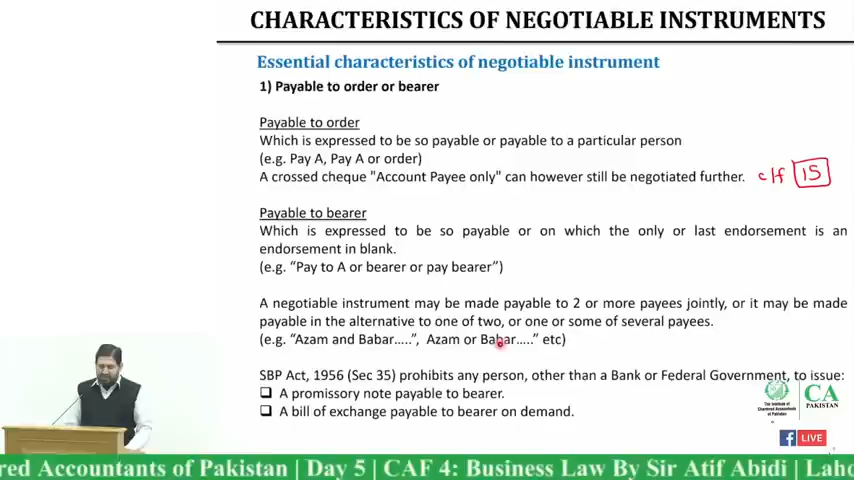 CHARACTERISTICS OF NEGOTIABLE INSTRUMENTS
Essential characteristics of negotiable instrument
1) Payable to order or bearer
Payable to order
Which is expressed to be so payable or payable to a particular person
(e.g. Pay A, Pay A or order)
A crossed cheque "Account Payee only" can however still be negotiated further. c/f 15
Payable to bearer
Which is expressed to be so payable or on which the only or last endorsement is an
endorsement in blank.
(e.g. “Pay to A or bearer or pay bearer”)
A negotiable instrument may be made payable to 2 or more payees jointly, or it may be made
payable in the alternative to one of two, or one or some of several payees.
(e.g. “Azam and Babar.....”, Azam or Babar.....” etc)
SBP Act, 1956 (Sec 35) prohibits any person, other than a Bank or Federal Government, to issue:
❑ A promissory note payable to bearer.
❑ A bill of exchange payable to bearer on demand.
The Institute of
Chartered Accountants
of Pakistan
CA
PAKISTAN
f LIVE
red Accountants of Pakistan | Day 5 | CAF 4: Business Law By Sir Atif Abidi | Laho